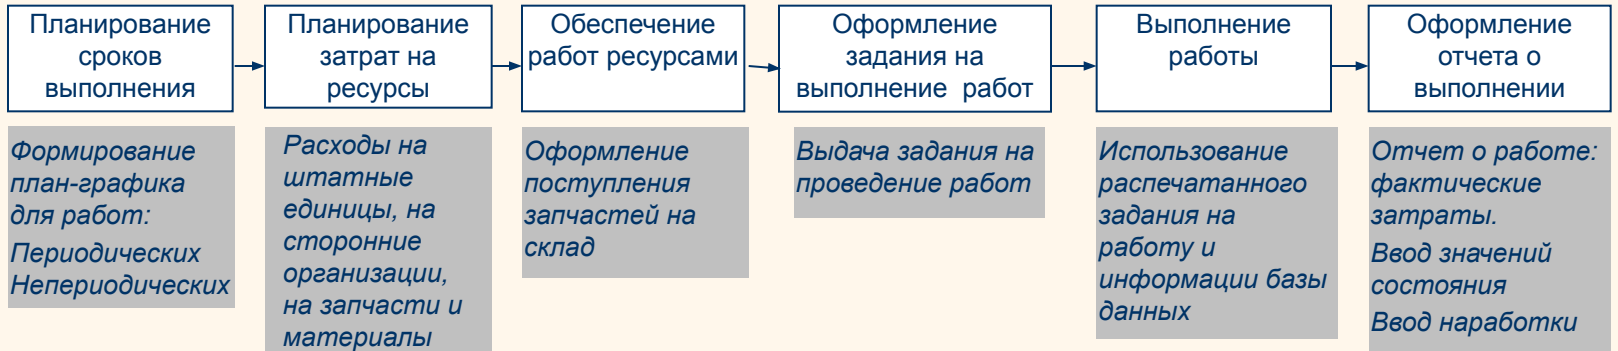 Планирование
сроков
выполнения
Планирование
затрат на
ресурсы
Обеспечение
работ ресурсами
Оформление
задания на
выполнение работ
Выполнение
работы
Оформление
отчета о
выполнении
Формирование
план-графика
для работ:
Периодических
Непериодических
Расходы на
штатные
единицы, на
сторонние
организации,
на запчасти и
материалы
Оформление
поступления
запчастей на
склад
Выдача задания на
проведение работ
Использование
распечатанного
задания на
работу и
информации базы
данных
Отчет о работе:
фактические
затраты.
Ввод значений
состояния
Ввод наработки